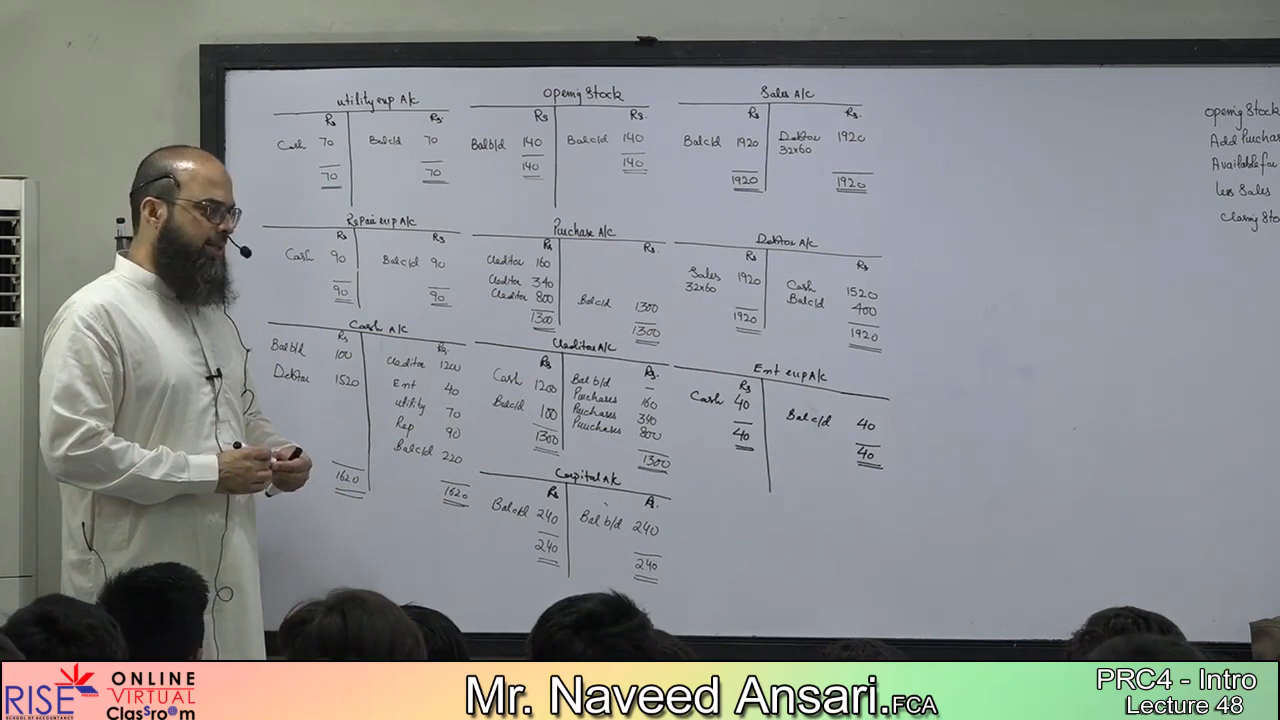 utility exp A/c
Rs
Rs.
Cash 70
Bal c/d 70
70
70
Opening Stock
Rs
Rs.
Bal b/d 140
Bal c/d 140
140
140
Sales A/c
Rs
Rs.
Bal c/d 1920
Debtor 1920
32x60
1920
1920
Repair exp A/c
Rs
Rs
Cash 90
Bal c/d 90
90
90
Purchase A/c
Rs
Rs.
Creditor 160
Creditor 340
Creditor 800
Bal c/d 1300
1300
1300
Debtor A/c
Rs
Rs
Sales 1920
32x60
Cash 1520
Bal c/d 400
1920
1920
Cash A/c
Rs
Rs.
Bal b/d 100
Debtor 1520
Creditor 1200
Ent 40
utility 70
Rep 90
Bal c/d 220
1620
1620
Creditor A/c
Rs
Rs.
Cash 1200
Bal c/d 100
Bal b/d —
Purchases 160
Purchases 340
Purchases 800
1300
1300
Ent exp A/c
Rs
Cash 40
Bal c/d 40
40
40
Capital A/c
Rs
Rs.
Bal c/d 240
Bal b/d 240
240
240
Opening Stock
Add Purchas
Available for
less Sales
Closing Sto
RISE PREMIER
SCHOOL OF ACCOUNTANCY
ONLINE
VIRTUAL
Classroom
Mr. Naveed Ansari.FCA
PRC4 - Intro
Lecture 48